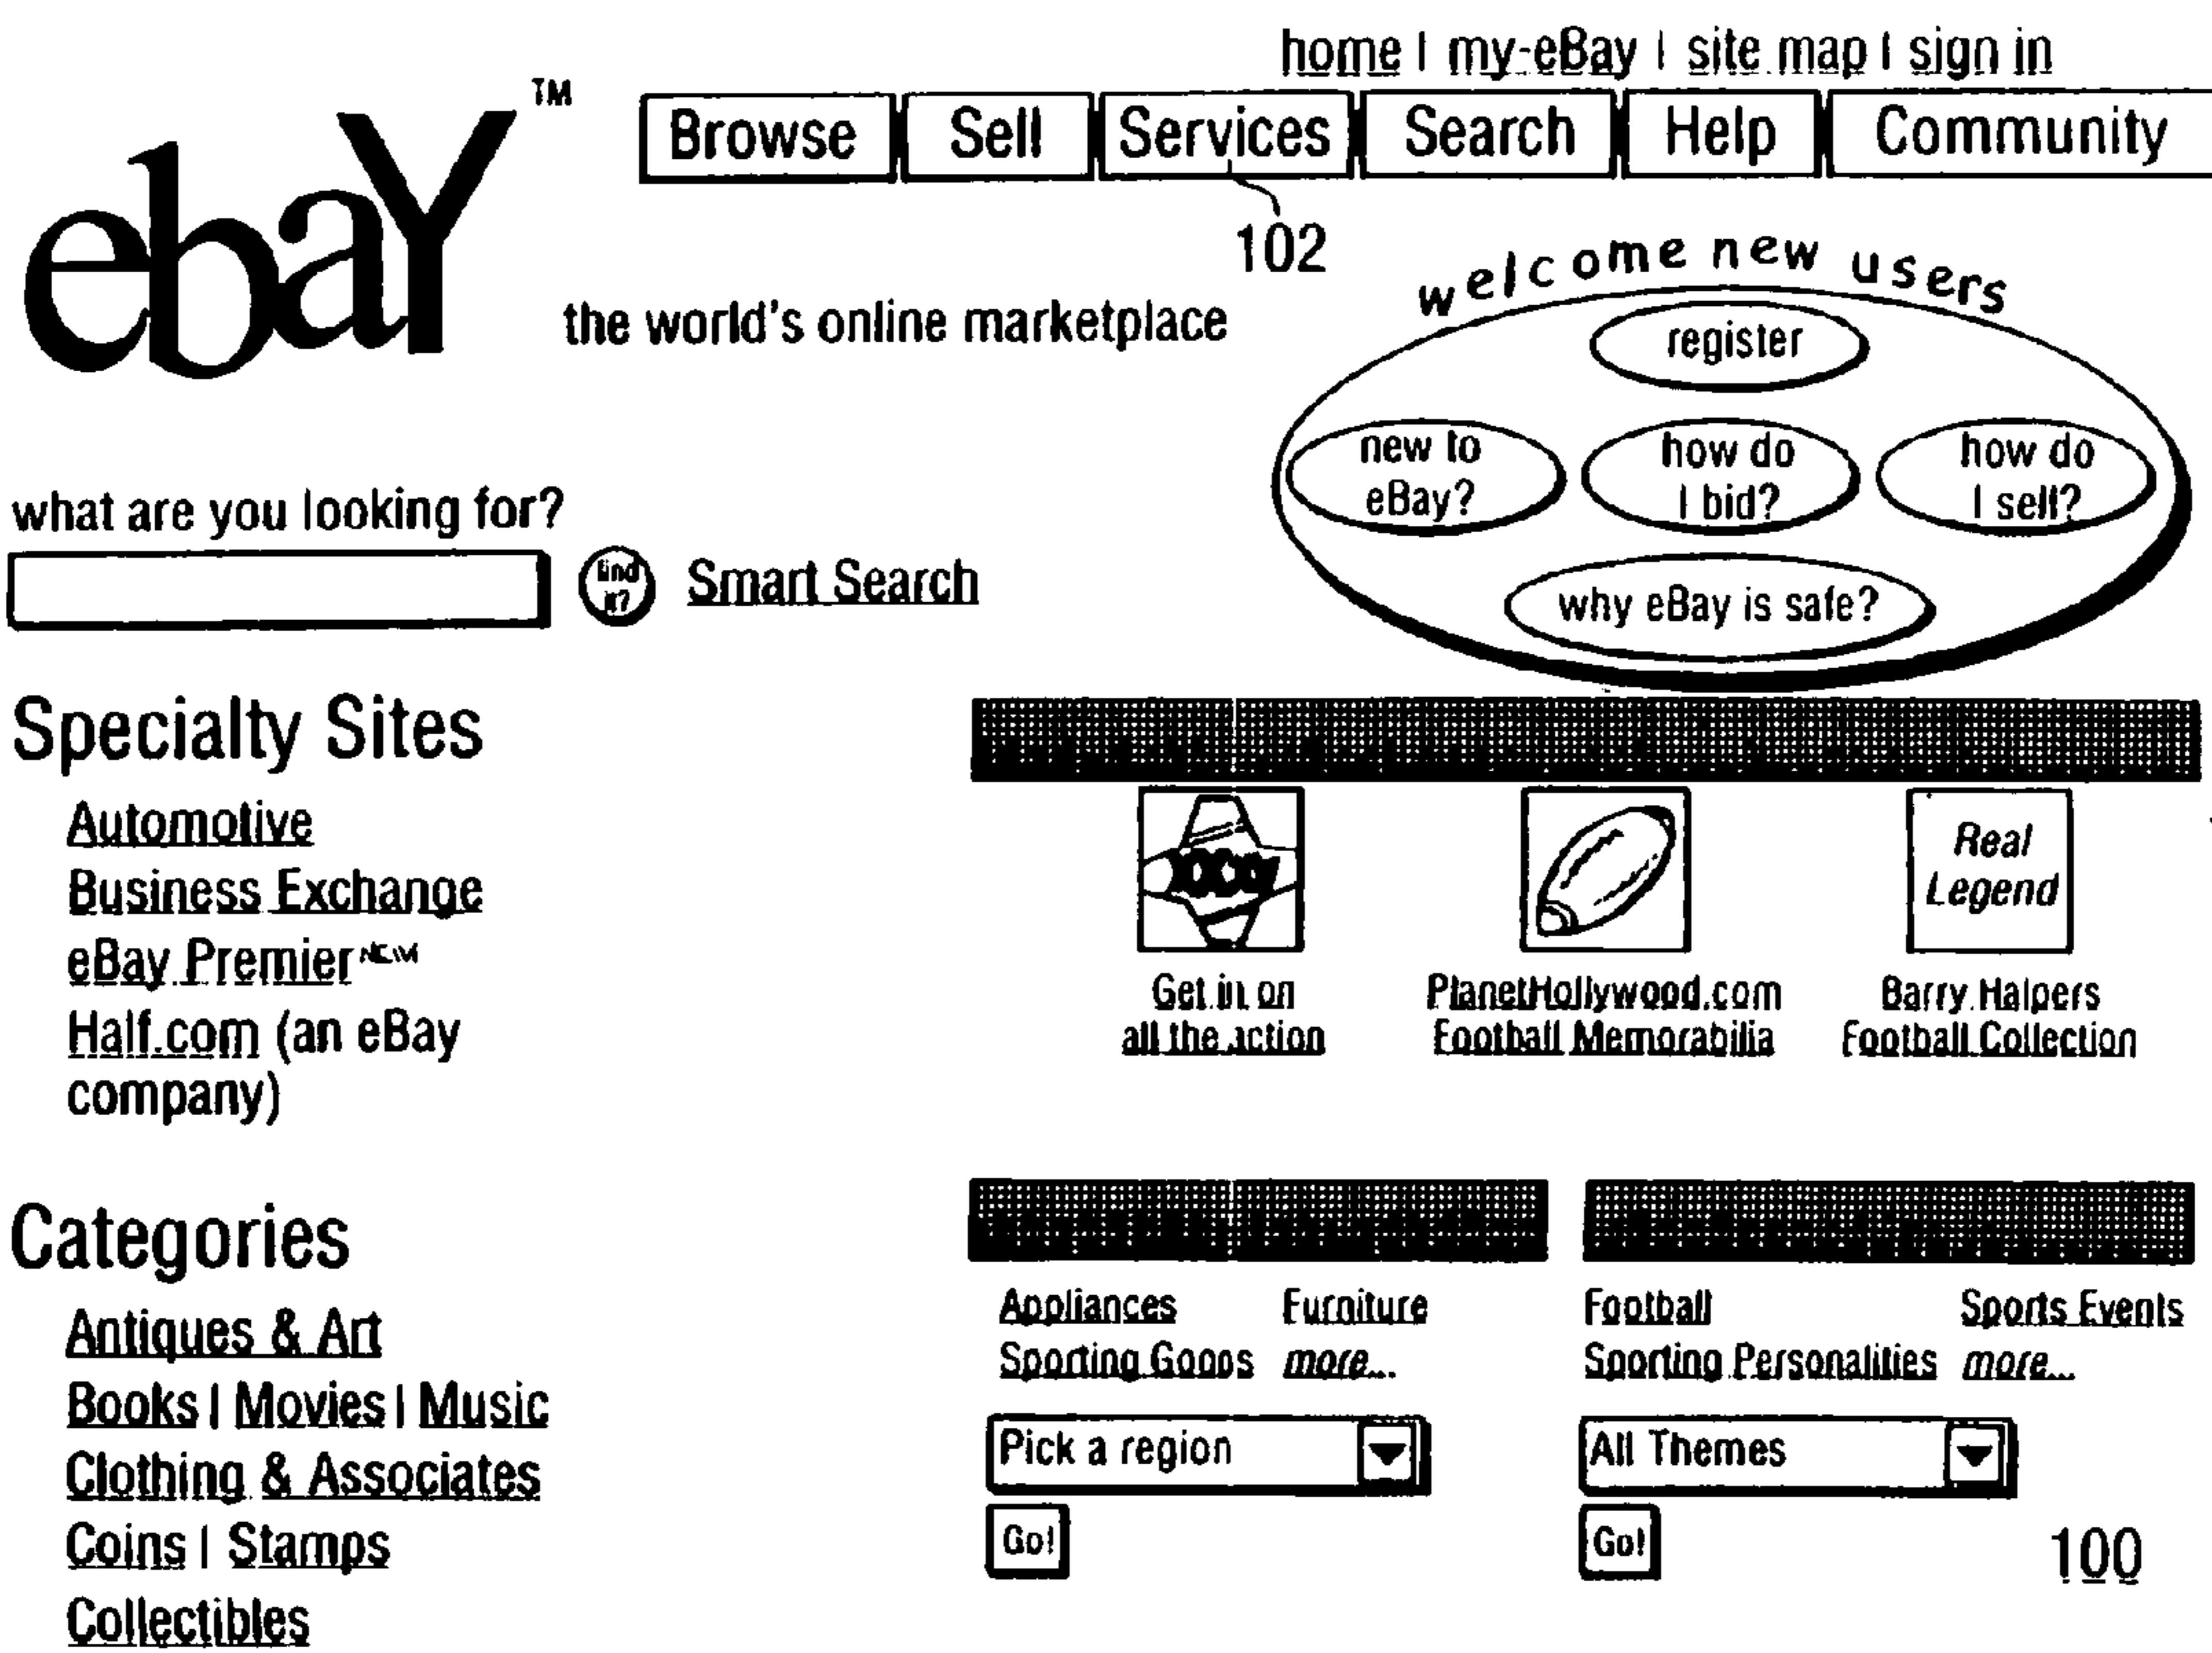 home | my-eBay | site map | sign in
ebaY™
Browse Sell Services Search Help Community
102
the world's online marketplace
welcome new users
register
new to eBay?
how do I bid?
how do I sell?
why eBay is safe?
what are you looking for?
find it? Smart Search
Specialty Sites
Automotive
Business Exchange
eBay Premier NEW
Half.com (an eBay
company)
Real
Legend
Get in on
all the action
PlanetHollywood.com
Football Memorabilia
Barry Halpers
Football Collection
Categories
Antiques & Art
Books | Movies | Music
Clothing & Associates
Coins | Stamps
Collectibles
Appliances Furniture
Sporting Goods more...
Pick a region
Go!
Football Sports Events
Sporting Personalities more...
All Themes
Go!
100